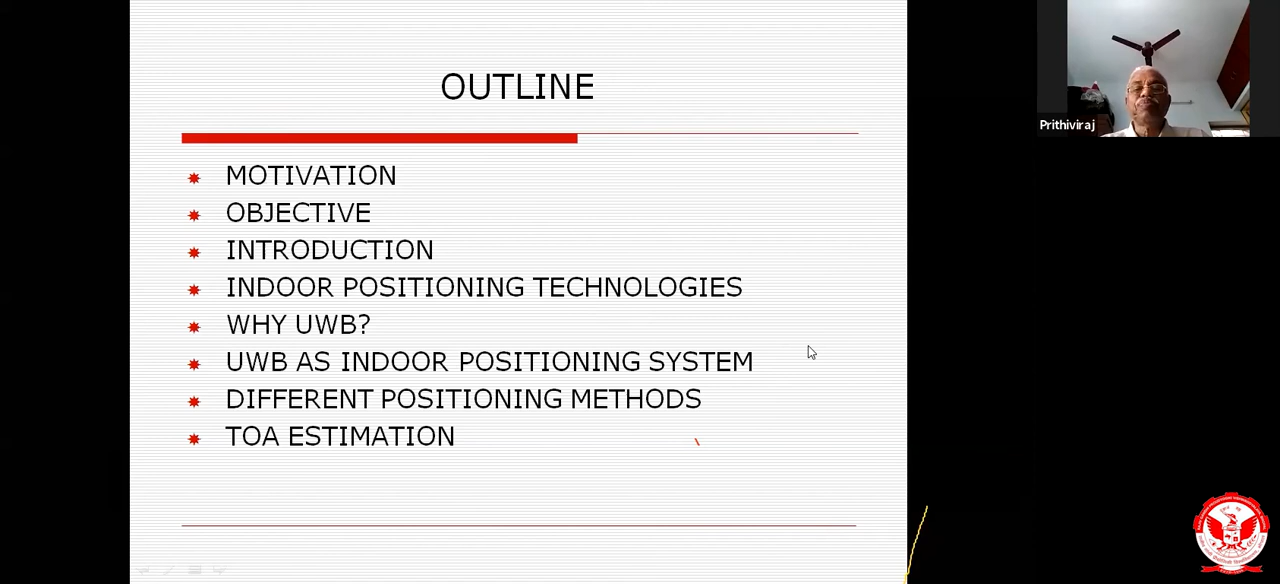 OUTLINE
MOTIVATION
OBJECTIVE
INTRODUCTION
INDOOR POSITIONING TECHNOLOGIES
WHY UWB?
UWB AS INDOOR POSITIONING SYSTEM
DIFFERENT POSITIONING METHODS
TOA ESTIMATION
Prithiviraj